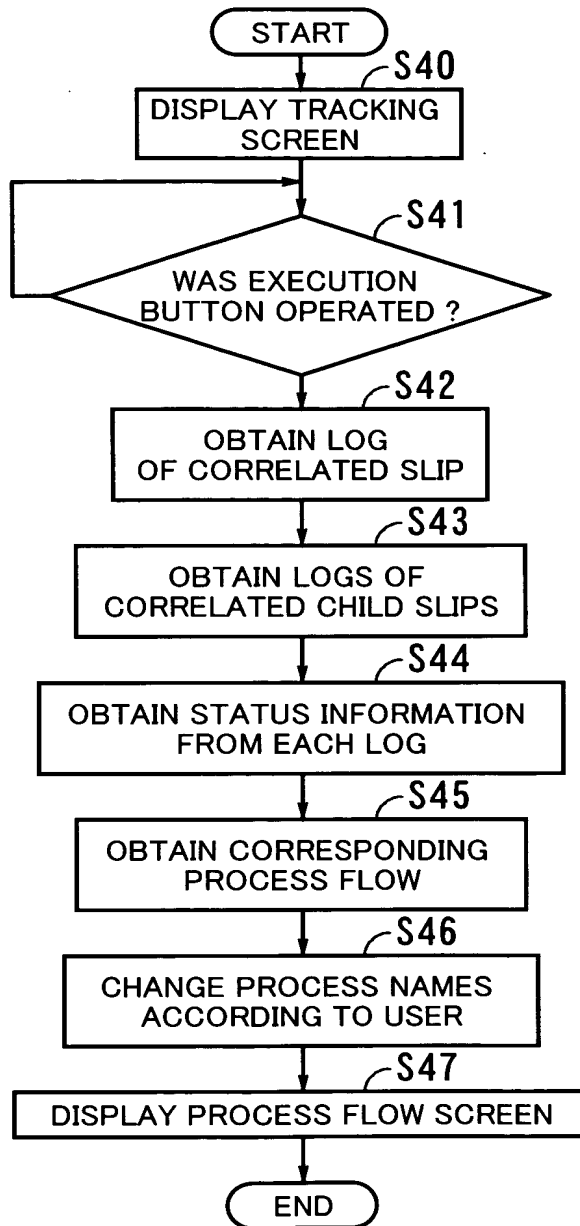 START
S40
DISPLAY TRACKING
SCREEN
S41
WAS EXECUTION
BUTTON OPERATED ?
S42
OBTAIN LOG
OF CORRELATED SLIP
S43
OBTAIN LOGS OF
CORRELATED CHILD SLIPS
S44
OBTAIN STATUS INFORMATION
FROM EACH LOG
S45
OBTAIN CORRESPONDING
PROCESS FLOW
S46
CHANGE PROCESS NAMES
ACCORDING TO USER
S47
DISPLAY PROCESS FLOW SCREEN
END